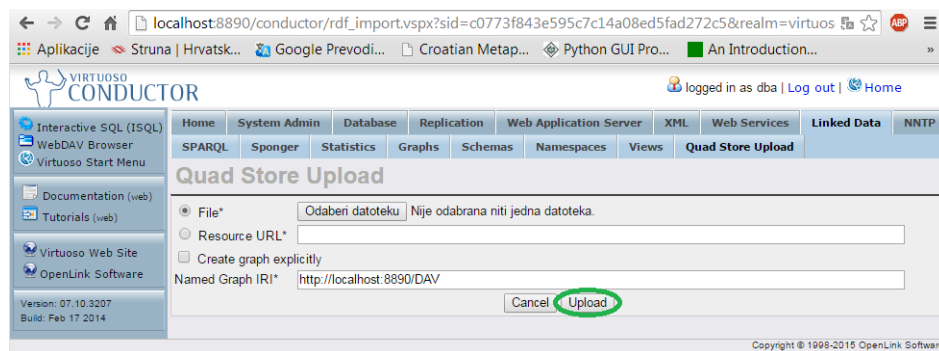 localhost:8890/conductor/rdf_import.vspx?sid=c0773f843e595c7c14a08ed5fad272c5&realm=virtuos
ABP
Aplikacije Struna | Hrvatsk... Google Prevodi... Croatian Metap... Python GUI Pro... An Introduction... »
VIRTUOSO
CONDUCTOR
logged in as dba | Log out | Home
Interactive SQL (ISQL)
WebDAV Browser
Virtuoso Start Menu
Documentation (web)
Tutorials (web)
Virtuoso Web Site
OpenLink Software
Version: 07.10.3207
Build: Feb 17 2014
Home System Admin Database Replication Web Application Server XML Web Services Linked Data NNTP
SPARQL Sponger Statistics Graphs Schemas Namespaces Views Quad Store Upload
Quad Store Upload
File* Odaberi datoteku Nije odabrana niti jedna datoteka.
Resource URL*
Create graph explicitly
Named Graph IRI* http://localhost:8890/DAV
Cancel Upload
Copyright © 1998-2015 OpenLink Softwar